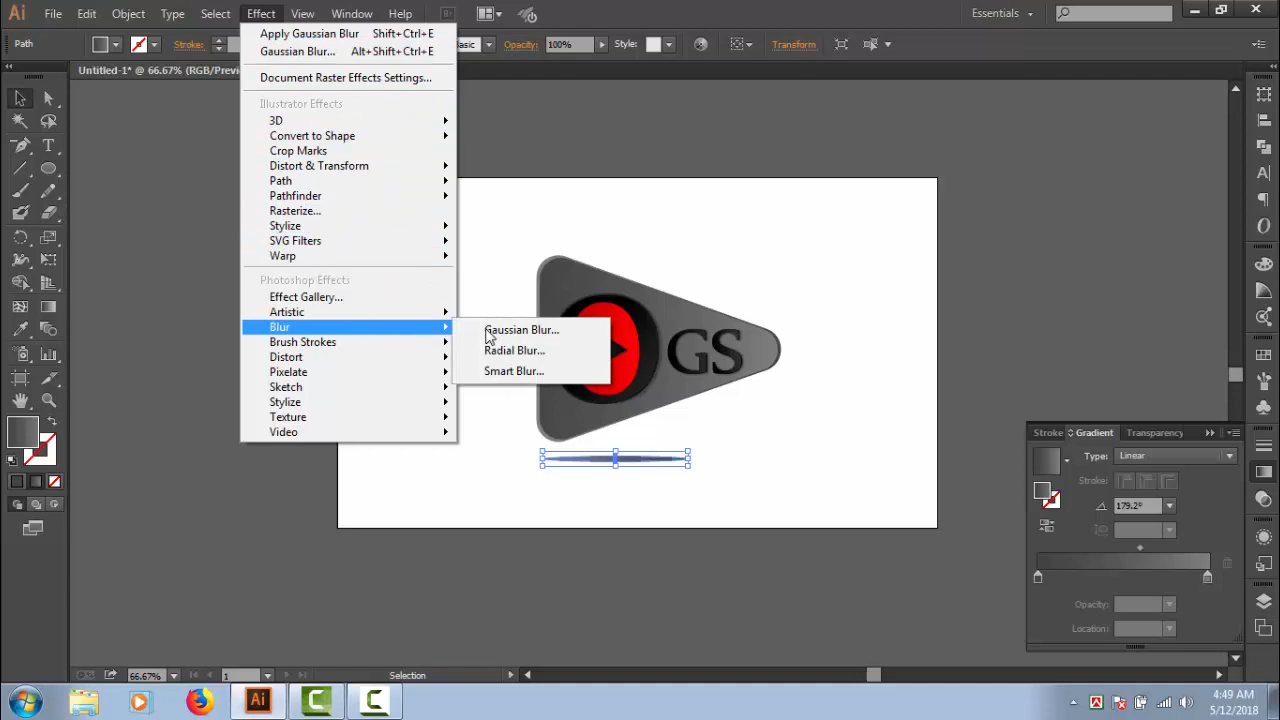 Ai File Edit Object Type Select Effect View Window Help Br Essentials
Path Stroke: Basic Opacity: 100% Style: Transform
Untitled-1* @ 66.67% (RGB/Previ
Apply Gaussian Blur Shift+Ctrl+E
Gaussian Blur... Alt+Shift+Ctrl+E
Document Raster Effects Settings...
Illustrator Effects
3D
Convert to Shape
Crop Marks
Distort & Transform
Path
Pathfinder
Rasterize...
Stylize
SVG Filters
Warp
Photoshop Effects
Effect Gallery...
Artistic
Blur
Brush Strokes
Distort
Pixelate
Sketch
Stylize
Texture
Video
Gaussian Blur...
Radial Blur...
Smart Blur...
GS
Stroke Gradient Transparency
Type: Linear
Stroke:
179.2°
Opacity:
Location:
66.67% 1 Selection
Ai
4:49 AM
5/12/2018